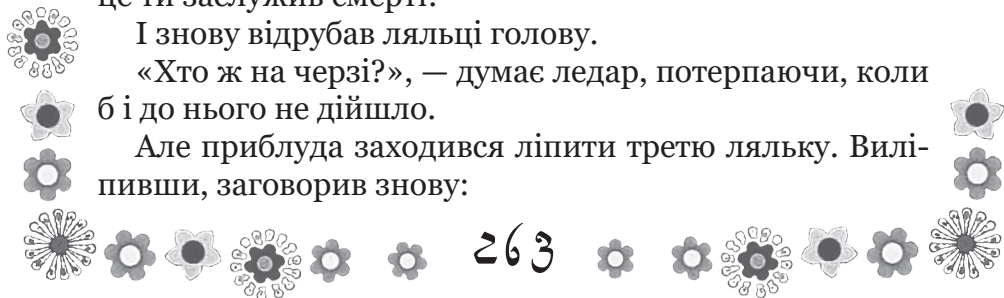 це ти заслужив смерті.
І знову відрубав ляльці голову.
«Хто ж на черзі?», — думає ледар, потерпаючи, коли
б і до нього не дійшло.
Але приблуда заходився ліпити третю ляльку. Вилі-
пивши, заговорив знову:
263